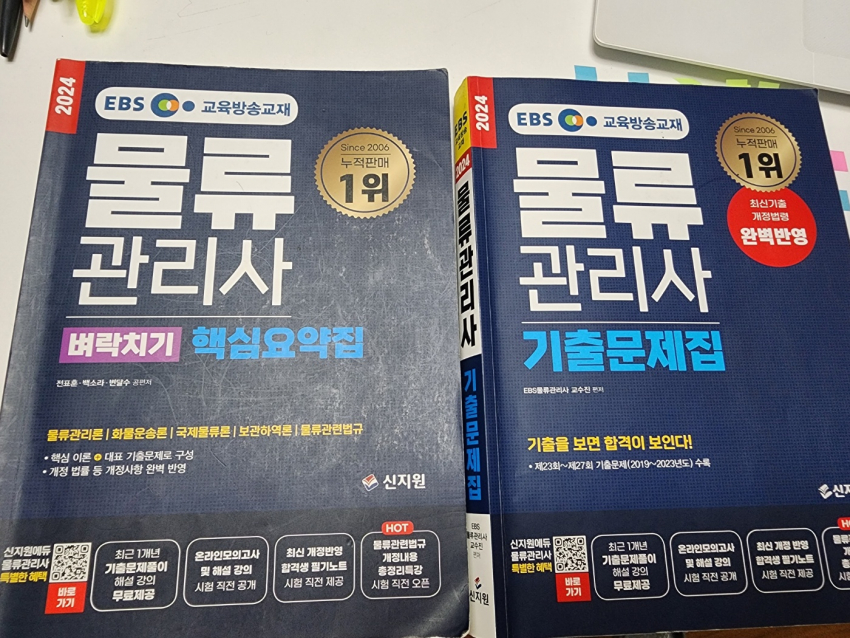 2024
EBS 교육방송교재
Since 2006
누적판매
1위
물류
관리사
벼락치기 핵심요약집
전표훈·백소라·변달수 공편저
물류관리론 | 화물운송론 | 국제물류론 | 보관하역론 | 물류관련법규
• 핵심 이론 + 대표 기출문제로 구성
• 개정 법률 등 개정사항 완벽 반영
신지원
신지원에듀
물류관리사
특별한 혜택
바로
가기
최근 1개년
기출문제풀이
해설 강의
무료제공
온라인모의고사
및 해설 강의
시험 직전 공개
최신 개정반영
합격생 필기노트
시험 직전 제공
HOT
물류관련법규
개정내용
총정리특강
시험 직전 오픈
EBS
2024
물류관리사
기출문제집
EBS
물류관리사
교수진
편저
신지원
2024
EBS 교육방송교재
Since 2006
누적판매
1위
최신기출
개정법령
완벽반영
물류
관리사
기출문제집
EBS물류관리사 교수진 편저
기출을 보면 합격이 보인다!
• 제23회~제27회 기출문제(2019~2023년도) 수록
신지원에듀
물류관리사
특별한 혜택
바로
가기
최근 1개년
기출문제풀이
해설 강의
무료제공
온라인모의고사
및 해설 강의
시험 직전 공개
최신 개정 반영
합격생 필기노트
시험 직전 제공